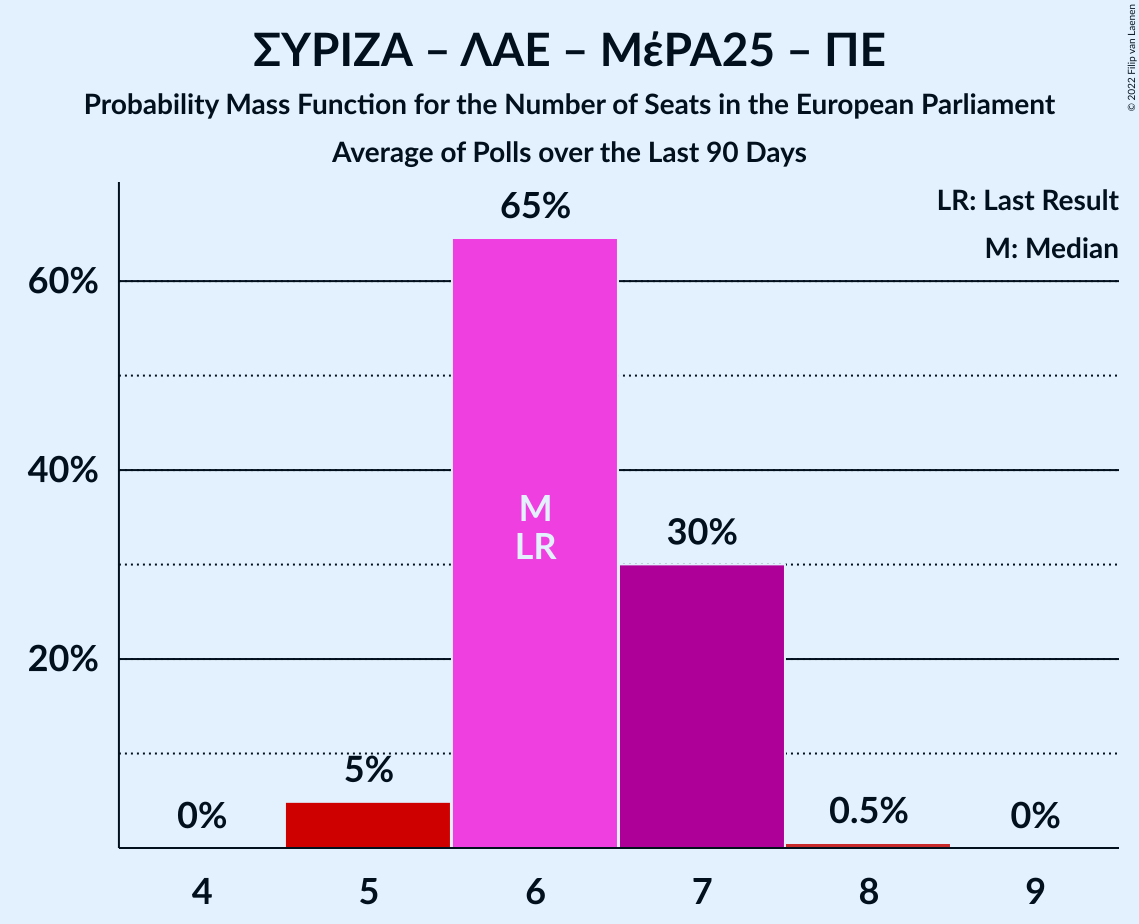 ΣΥΡΙΖΑ – ΛΑΕ – ΜέΡΑ25 – ΠΕ
Probability Mass Function for the Number of Seats in the European Parliament
Average of Polls over the Last 90 Days
© 2022 Filip van Laenen
LR: Last Result
M: Median
65%
60%
40%
M
LR
30%
20%
5%
0%
0.5%
0%
4 5 6 7 8 9